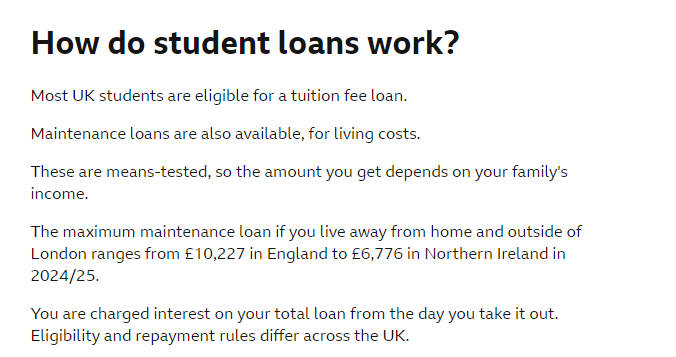 How do student loans work?
Most UK students are eligible for a tuition fee loan.
Maintenance loans are also available, for living costs.
These are means-tested, so the amount you get depends on your family's
income.
The maximum maintenance loan if you live away from home and outside of
London ranges from £10,227 in England to £6,776 in Northern Ireland in
2024/25.
You are charged interest on your total loan from the day you take it out.
Eligibility and repayment rules differ across the UK.